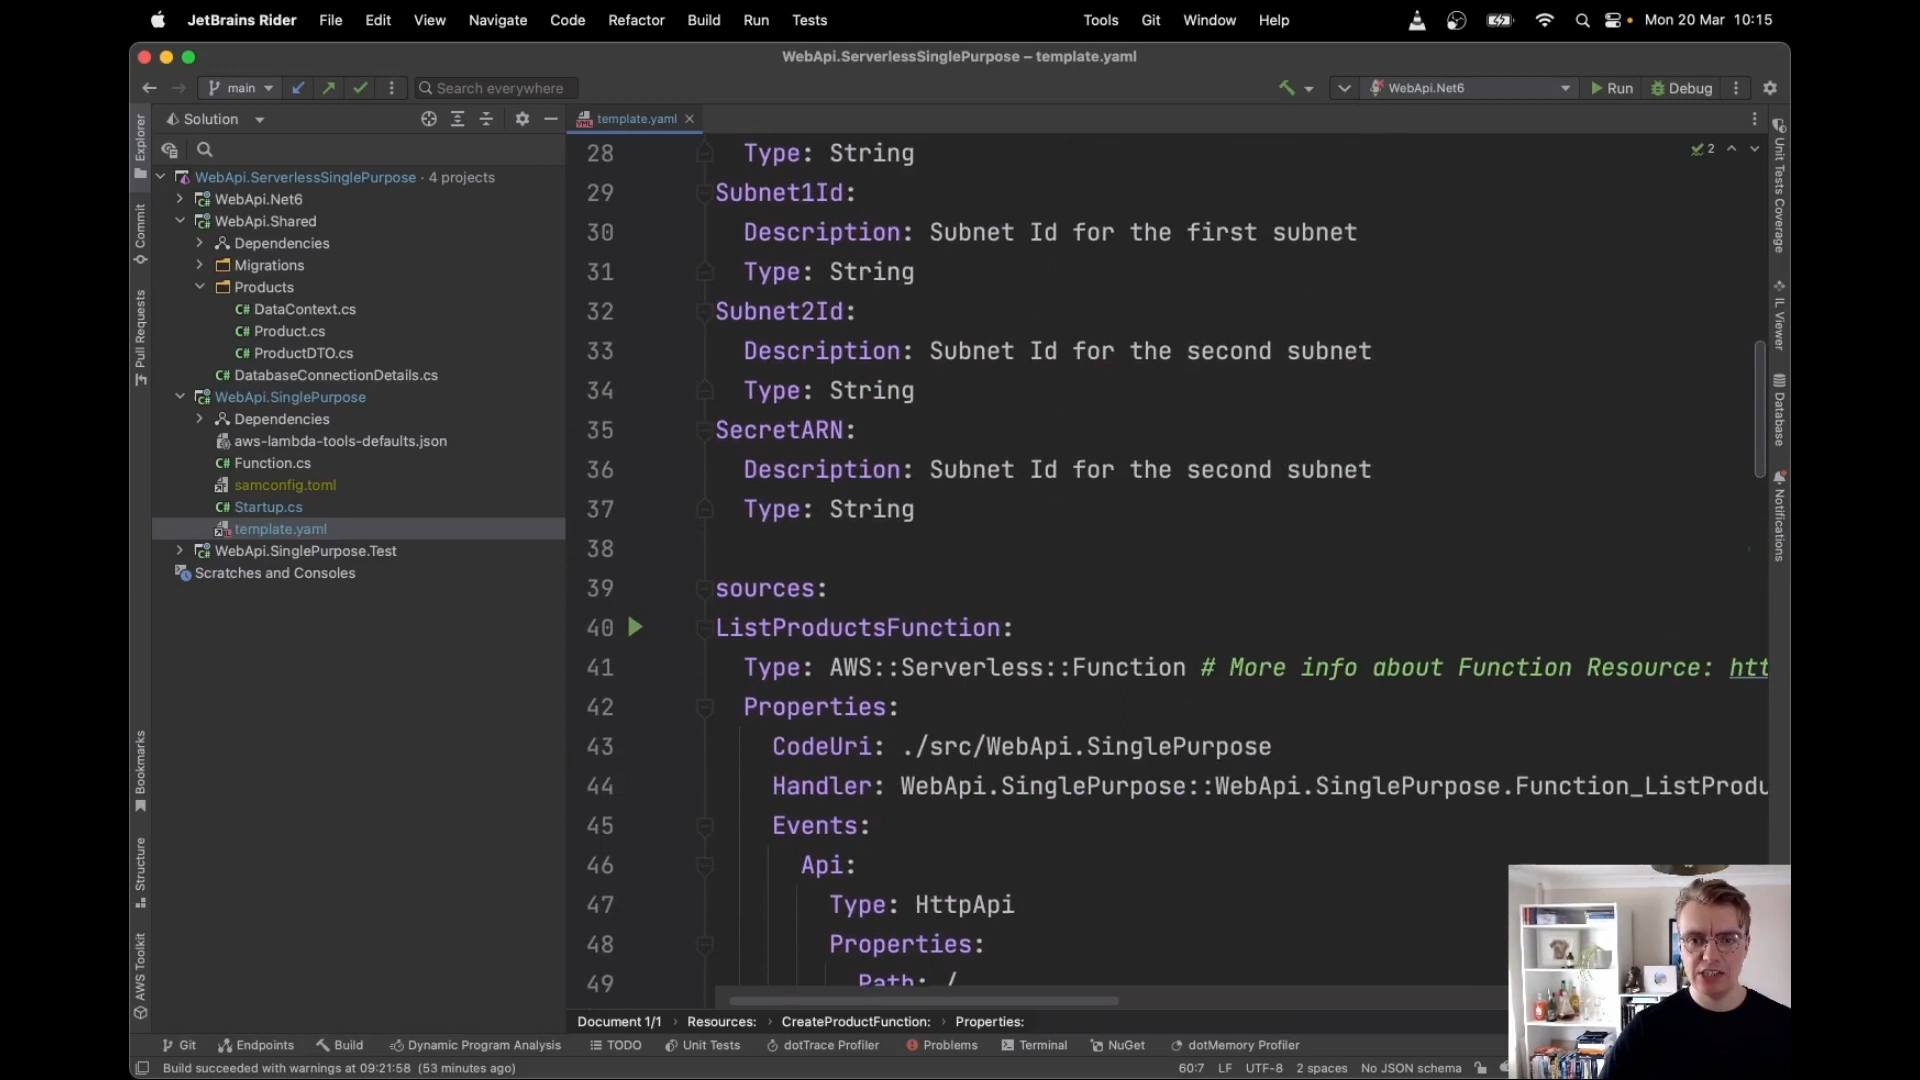 JetBrains Rider File Edit View Navigate Code Refactor Build Run Tests Tools Git Window Help Mon 20 Mar 10:15
WebApi.ServerlessSinglePurpose – template.yaml
main Search everywhere WebApi.Net6 Run Debug
Solution
template.yaml
WebApi.ServerlessSinglePurpose · 4 projects
WebApi.Net6
WebApi.Shared
Dependencies
Migrations
Products
C# DataContext.cs
C# Product.cs
C# ProductDTO.cs
C# DatabaseConnectionDetails.cs
WebApi.SinglePurpose
Dependencies
aws-lambda-tools-defaults.json
C# Function.cs
samconfig.toml
C# Startup.cs
template.yaml
WebApi.SinglePurpose.Test
Scratches and Consoles
Explorer
Commit
Pull Requests
Bookmarks
Structure
AWS Toolkit
2
28 Type: String
29 Subnet1Id:
30 Description: Subnet Id for the first subnet
31 Type: String
32 Subnet2Id:
33 Description: Subnet Id for the second subnet
34 Type: String
35 SecretARN:
36 Description: Subnet Id for the second subnet
37 Type: String
38
39 sources:
40 ListProductsFunction:
41 Type: AWS::Serverless::Function # More info about Function Resource: htt
42 Properties:
43 CodeUri: ./src/WebApi.SinglePurpose
44 Handler: WebApi.SinglePurpose::WebApi.SinglePurpose.Function_ListProdu
45 Events:
46 Api:
47 Type: HttpApi
48 Properties:
49 Path: /
Unit Tests Coverage
IL Viewer
Database
Notifications
Document 1/1 › Resources: › CreateProductFunction: › Properties:
Git Endpoints Build Dynamic Program Analysis TODO Unit Tests dotTrace Profiler Problems Terminal NuGet dotMemory Profiler
Build succeeded with warnings at 09:21:58 (53 minutes ago) 60:7 LF UTF-8 2 spaces No JSON schema